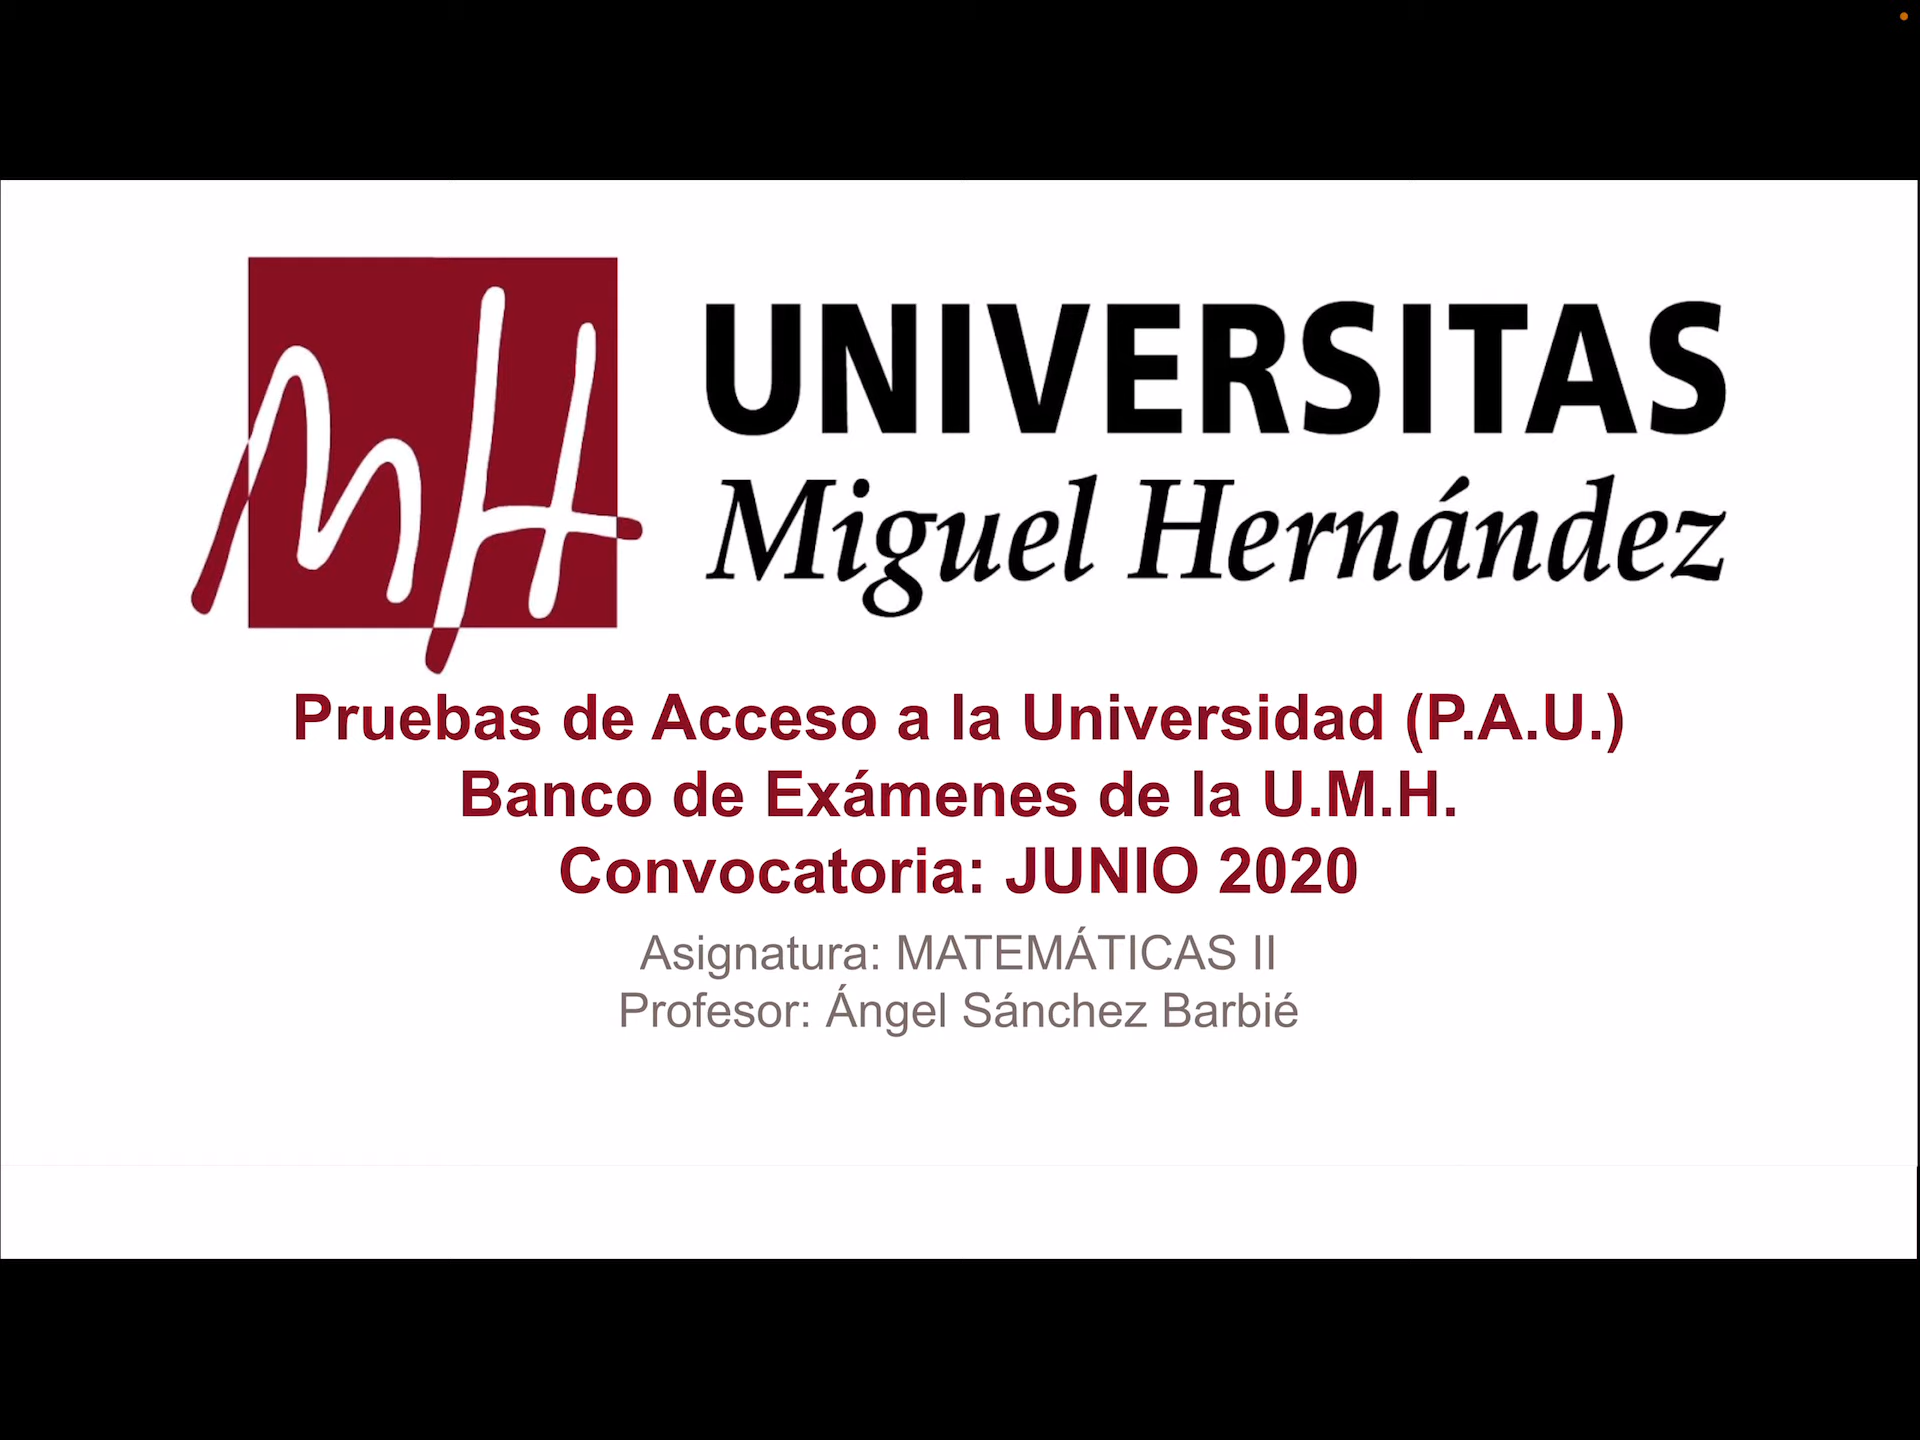 MH
UNIVERSITAS
Miguel Hernández
Pruebas de Acceso a la Universidad (P.A.U.)
Banco de Exámenes de la U.M.H.
Convocatoria: JUNIO 2020
Asignatura: MATEMÁTICAS II
Profesor: Ángel Sánchez Barbié